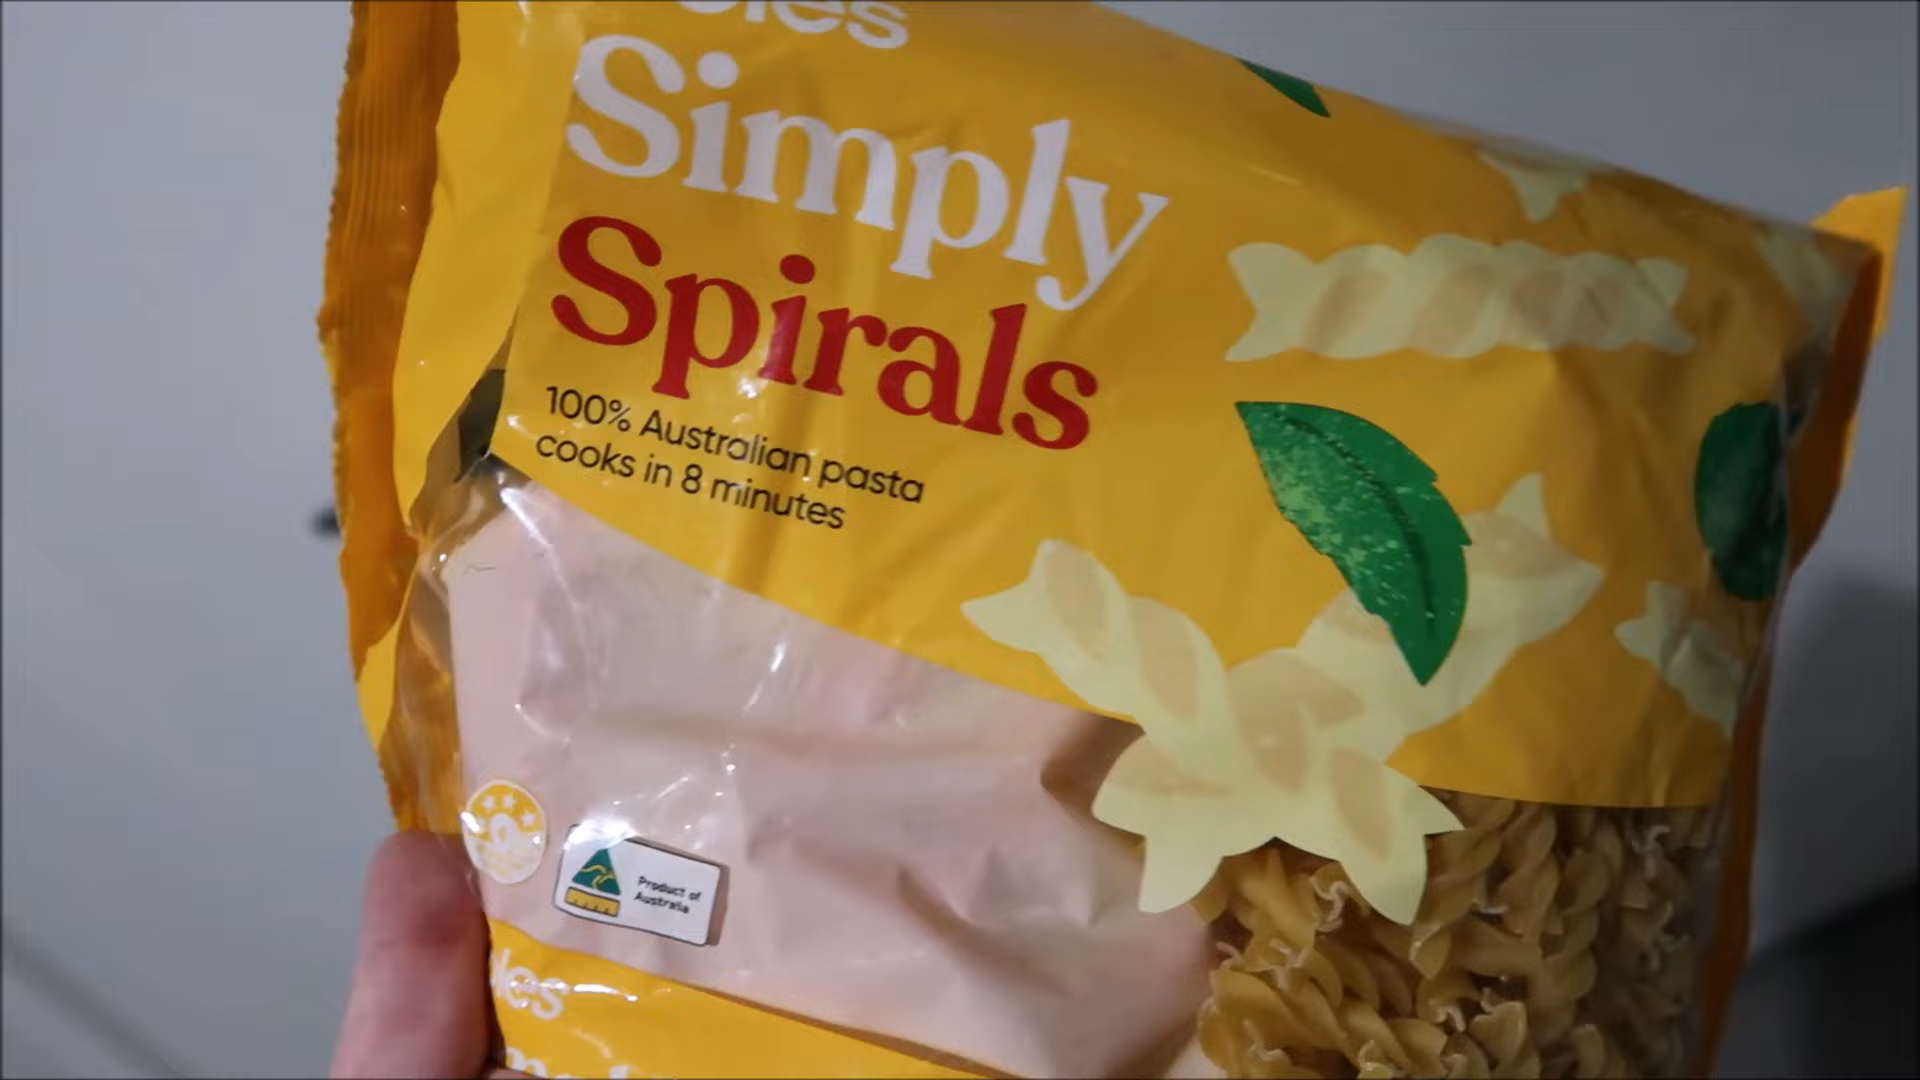 Simply
Spirals
100% Australian pasta
cooks in 8 minutes
Product of
Australia